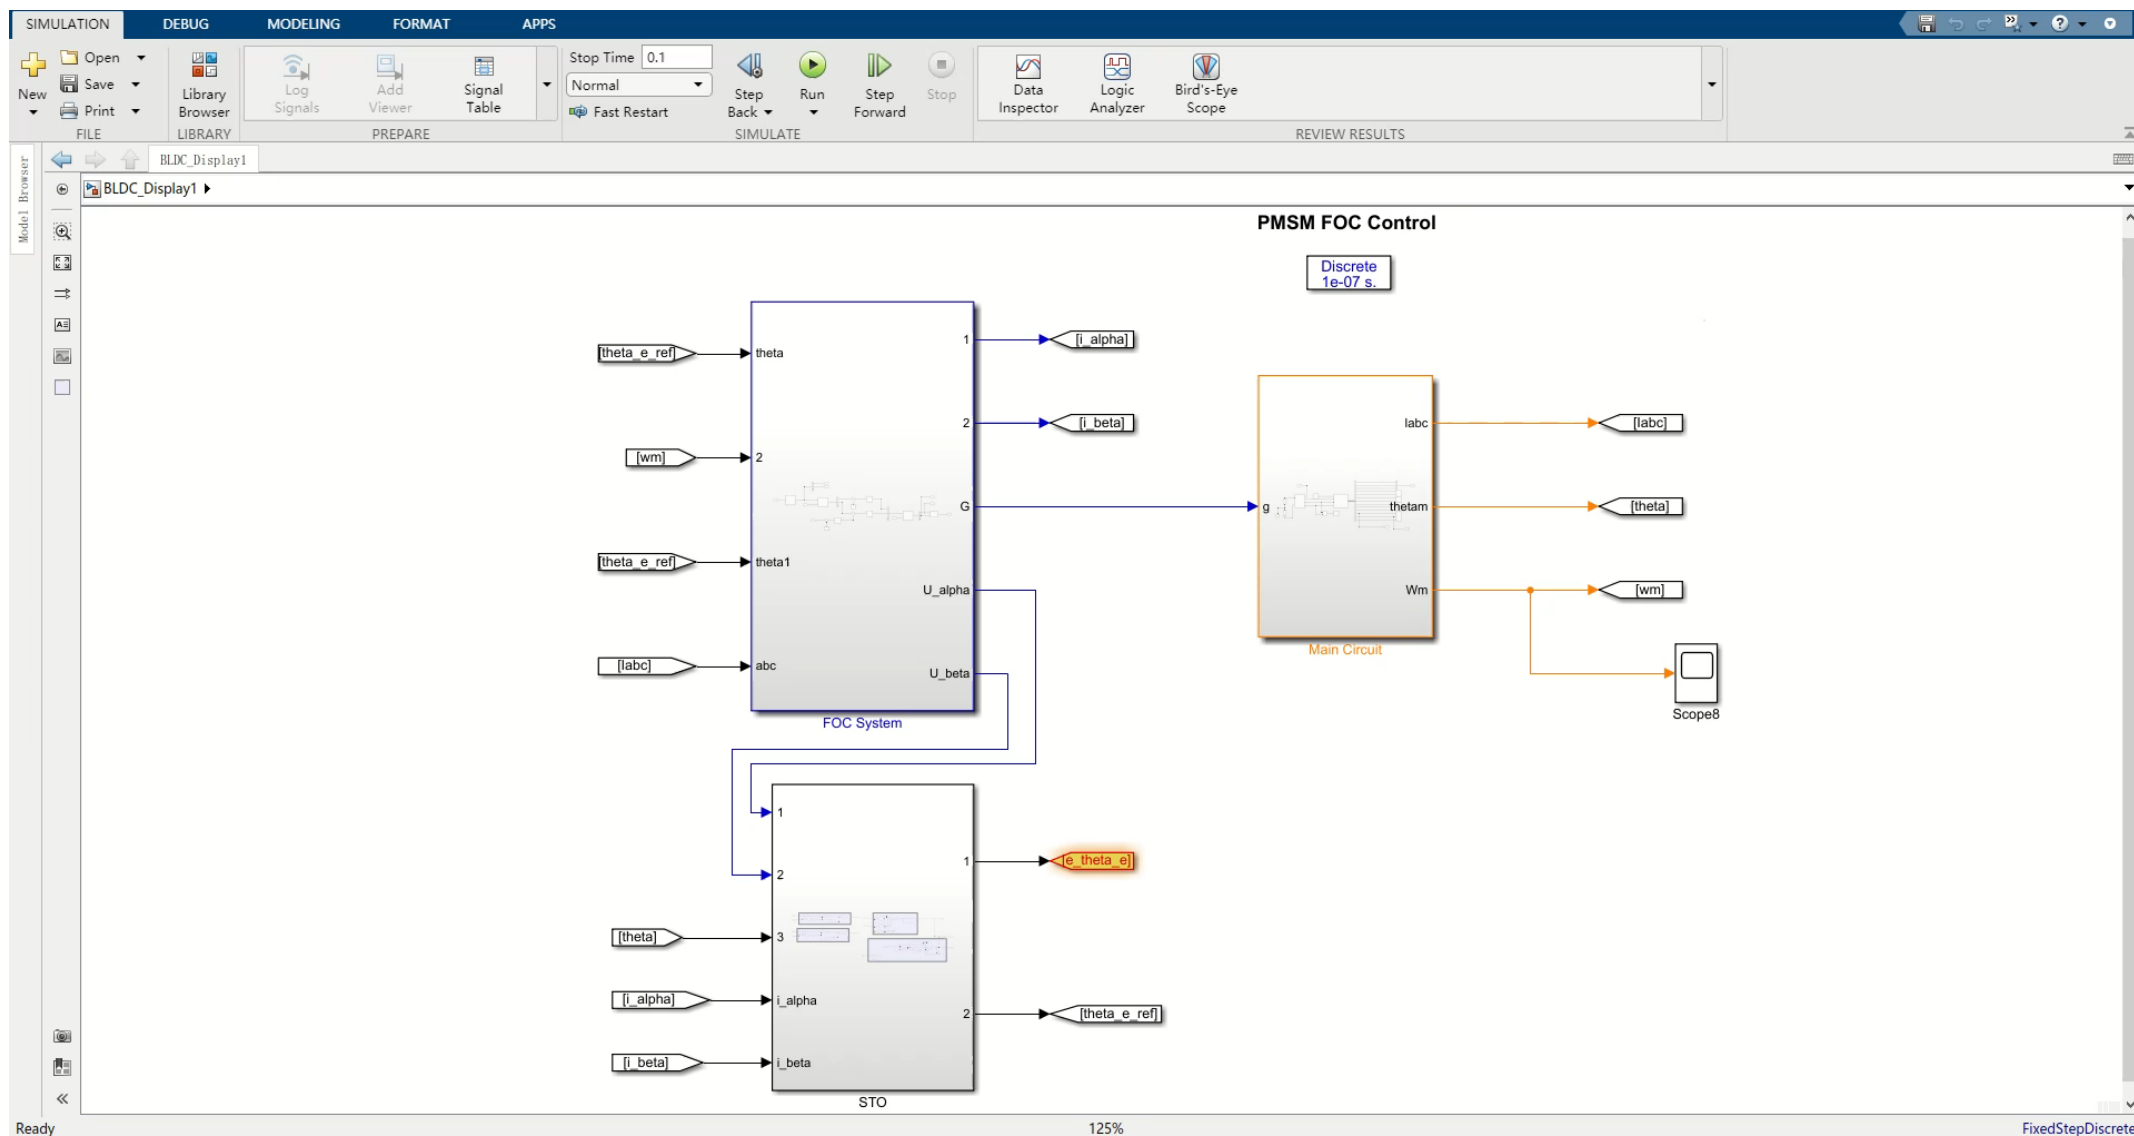 SIMULATION DEBUG MODELING FORMAT APPS
New
Open
Save
Print
FILE
Library
Browser
LIBRARY
Log
Signals
Add
Viewer
Signal
Table
PREPARE
Stop Time 0.1
Normal
Fast Restart
Step
Back
Run
Step
Forward
Stop
SIMULATE
Data
Inspector
Logic
Analyzer
Bird's-Eye
Scope
REVIEW RESULTS
Model Browser
BLDC_Display1
BLDC_Display1
PMSM FOC Control
Discrete
1e-07 s.
[theta_e_ref]
theta
1
[i_alpha]
[wm]
2
2
[i_beta]
G
[theta_e_ref]
theta1
U_alpha
[Iabc]
abc
U_beta
FOC System
g
Iabc
[Iabc]
thetam
[theta]
Wm
[wm]
Main Circuit
Scope8
1
2
1
[e_theta_e]
[theta]
3
[i_alpha]
i_alpha
2
[theta_e_ref]
[i_beta]
i_beta
STO
Ready 125% FixedStepDiscrete